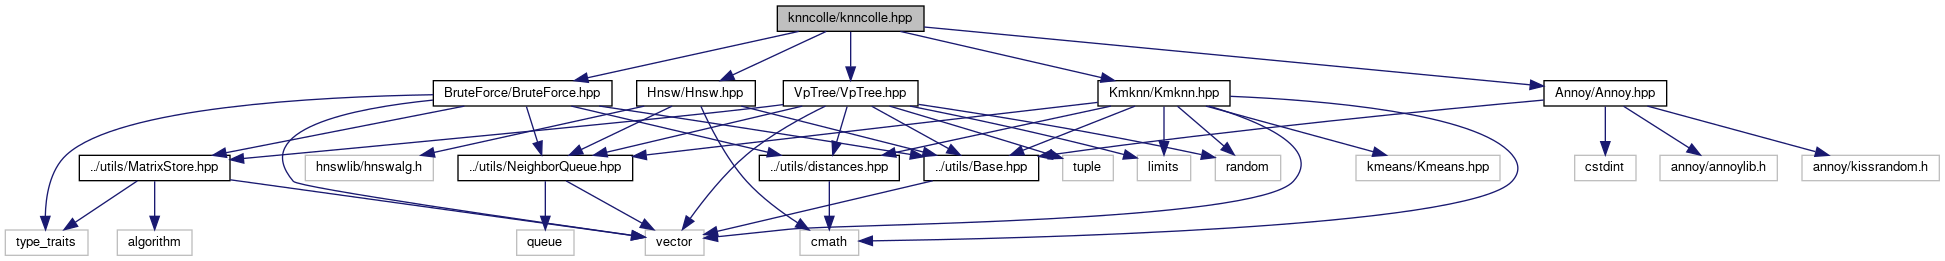 knncolle/knncolle.hpp
BruteForce/BruteForce.hpp
Hnsw/Hnsw.hpp
VpTree/VpTree.hpp
Kmknn/Kmknn.hpp
Annoy/Annoy.hpp
../utils/MatrixStore.hpp
hnswlib/hnswalg.h
../utils/NeighborQueue.hpp
../utils/distances.hpp
../utils/Base.hpp
tuple
limits
random
kmeans/Kmeans.hpp
cstdint
annoy/annoylib.h
annoy/kissrandom.h
type_traits
algorithm
queue
vector
cmath